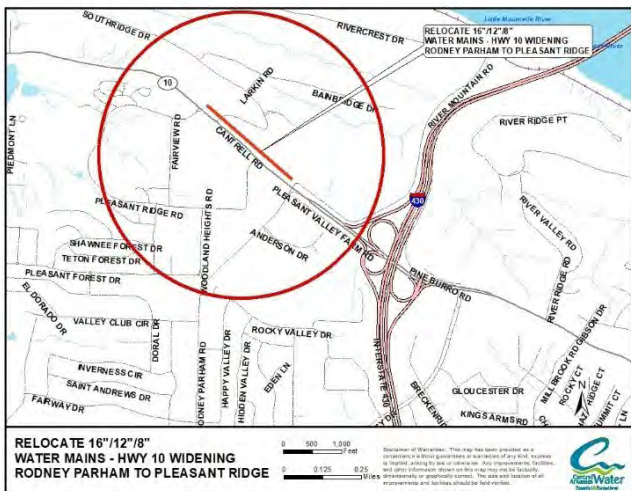 SOUTHRIDGE DR
RIVERCREST DR
Little Maumelle River
RELOCATE 16"/12"/8"
WATER MAINS - HWY 10 WIDENING
RODNEY PARHAM TO PLEASANT RIDGE
10
LARKIN RD
BAINBRIDGE DR
RIVER MOUNTAIN RD
PIEDMONT LN
FAIRVIEW RD
CANTRELL RD
RIVER RIDGE PT
430
PLEASANT RIDGE RD
WOODLAND HEIGHTS RD
PLEASANT VALLEY FARM RD
RIVER VALLEY RD
RIVER RIDGE RD
SHAWNEE FOREST DR
ANDERSON DR
TETON FOREST DR
PLEASANT FOREST DR
PINE BURRO RD
EL DORADO DR
VALLEY CLUB CIR
DORAL DR
ROCKY VALLEY DR
RODNEY PARHAM RD
HAPPY VALLEY DR
HIDDEN VALLEY DR
EDEN LN
INTERSTATE 430
MILLBROOK RD
GIBSON DR
ROCKY CT
INVERNESS CIR
SAINT ANDREWS DR
FAIRWAY DR
GLOUCESTER DR
KINGS ARMS RD
SUMMIT CT
N
RELOCATE 16"/12"/8"
WATER MAINS - HWY 10 WIDENING
RODNEY PARHAM TO PLEASANT RIDGE
0 500 1,000
Feet
0 0.125 0.25
Miles
Central
Arkansas Water